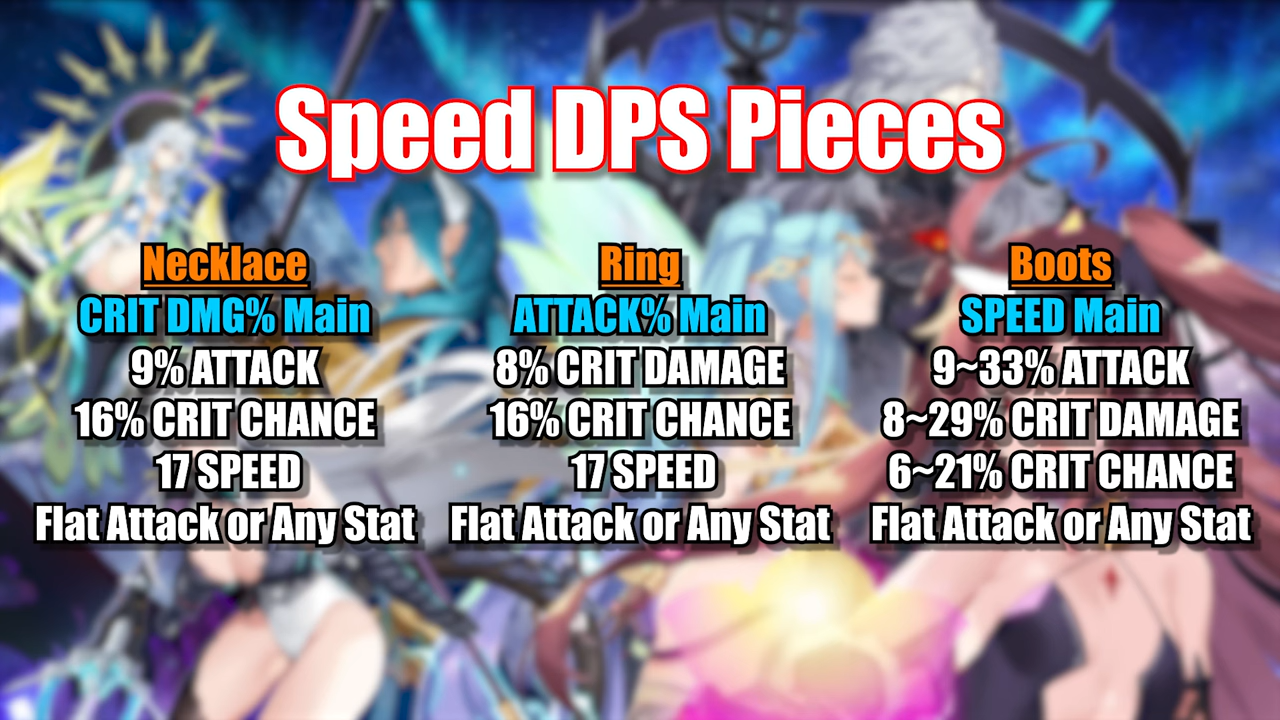 Speed DPS Pieces
Necklace
CRIT DMG% Main
9% ATTACK
16% CRIT CHANCE
17 SPEED
Flat Attack or Any Stat
Ring
ATTACK% Main
8% CRIT DAMAGE
16% CRIT CHANCE
17 SPEED
Flat Attack or Any Stat
Boots
SPEED Main
9~33% ATTACK
8~29% CRIT DAMAGE
6~21% CRIT CHANCE
Flat Attack or Any Stat